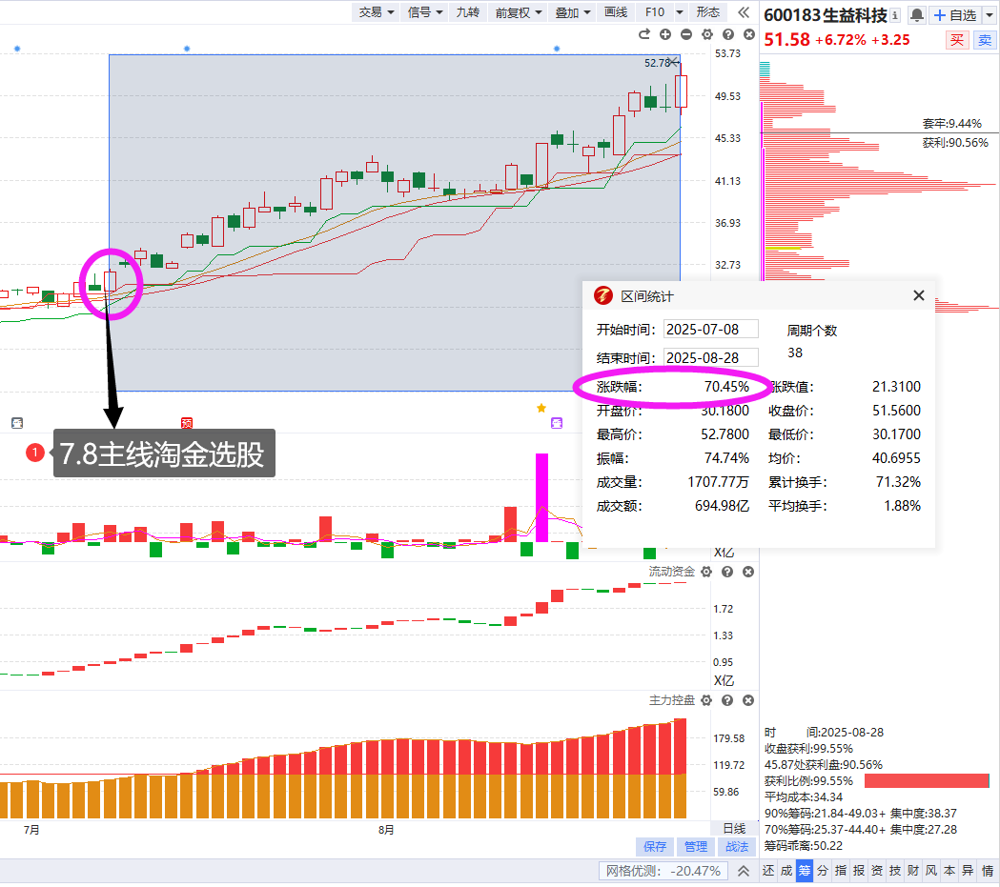 交易 信号 九转 前复权 叠加 画线 F10 形态
600183生益科技
自选
51.58 +6.72% +3.25
买 卖
53.73
52.78
49.53
45.33
41.13
36.93
32.73
套牢:9.44%
获利:90.56%
区间统计
开始时间: 2025-07-08
周期个数
结束时间: 2025-08-28
38
涨跌幅: 70.45% 涨跌值: 21.3100
开盘价: 30.1800 收盘价: 51.5600
最高价: 52.7800 最低价: 30.1700
振幅: 74.74% 均价: 40.6955
成交量: 1707.77万 累计换手: 71.32%
成交额: 694.98亿 平均换手: 1.88%
预
1
7.8主线淘金选股
X亿
流动资金
1.72
1.33
0.95
X亿
主力控盘
179.58
119.72
59.86
7月 8月 日线
保存 管理 战法
网格优测: -20.47%
时 间:2025-08-28
收盘获利:99.55%
45.87处获利盘:90.56%
获利比例:99.55%
平均成本:34.34
90%筹码:21.84-49.03+ 集中度:38.37
70%筹码:25.37-44.40+ 集中度:27.28
筹码乖离:50.22
还 成 筹 分 指 报 资 技 财 风 本 异 情